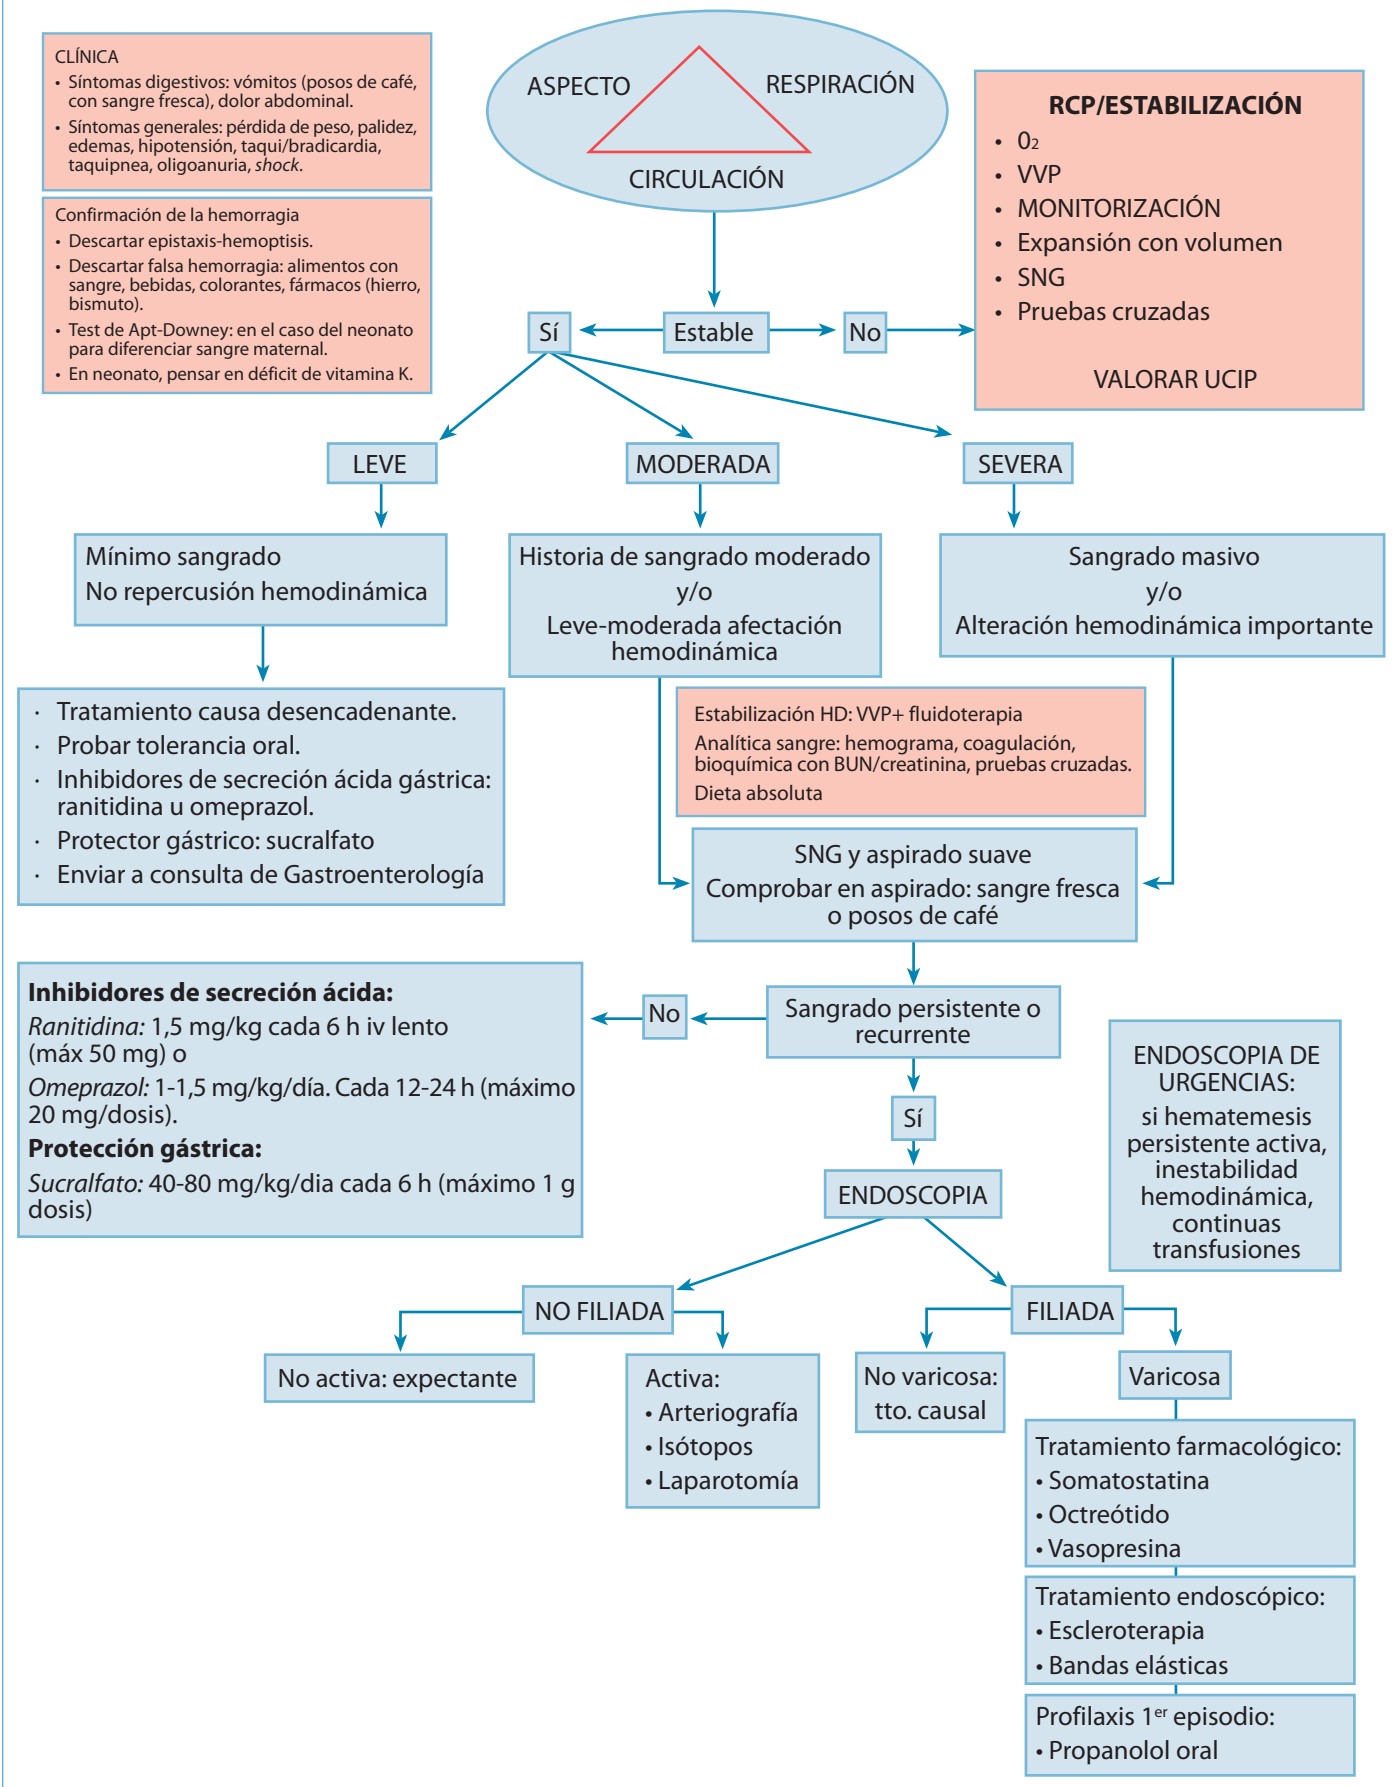 CLÍNICA
• Síntomas digestivos: vómitos (posos de café,
con sangre fresca), dolor abdominal.
• Síntomas generales: pérdida de peso, palidez,
edemas, hipotensión, taqui/bradicardia,
taquipnea, oligoanuria, shock.
Confirmación de la hemorragia
• Descartar epistaxis-hemoptisis.
• Descartar falsa hemorragia: alimentos con
sangre, bebidas, colorantes, fármacos (hierro,
bismuto).
• Test de Apt-Downey: en el caso del neonato
para diferenciar sangre maternal.
• En neonato, pensar en déficit de vitamina K.
ASPECTO
RESPIRACIÓN
CIRCULACIÓN
RCP/ESTABILIZACIÓN
• 02
• VVP
• MONITORIZACIÓN
• Expansión con volumen
• SNG
• Pruebas cruzadas
VALORAR UCIP
Sí
Estable
No
LEVE
MODERADA
SEVERA
Mínimo sangrado
No repercusión hemodinámica
Historia de sangrado moderado
y/o
Leve-moderada afectación
hemodinámica
Sangrado masivo
y/o
Alteración hemodinámica importante
· Tratamiento causa desencadenante.
· Probar tolerancia oral.
· Inhibidores de secreción ácida gástrica:
ranitidina u omeprazol.
· Protector gástrico: sucralfato
· Enviar a consulta de Gastroenterología
Estabilización HD: VVP+ fluidoterapia
Analítica sangre: hemograma, coagulación,
bioquímica con BUN/creatinina, pruebas cruzadas.
Dieta absoluta
SNG y aspirado suave
Comprobar en aspirado: sangre fresca
o posos de café
Inhibidores de secreción ácida:
Ranitidina: 1,5 mg/kg cada 6 h iv lento
(máx 50 mg) o
Omeprazol: 1-1,5 mg/kg/día. Cada 12-24 h (máximo
20 mg/dosis).
Protección gástrica:
Sucralfato: 40-80 mg/kg/dia cada 6 h (máximo 1 g
dosis)
No
Sangrado persistente o
recurrente
Sí
ENDOSCOPIA
ENDOSCOPIA DE
URGENCIAS:
si hematemesis
persistente activa,
inestabilidad
hemodinámica,
continuas
transfusiones
NO FILIADA
FILIADA
No activa: expectante
Activa:
• Arteriografía
• Isótopos
• Laparotomía
No varicosa:
tto. causal
Varicosa
Tratamiento farmacológico:
• Somatostatina
• Octreótido
• Vasopresina
Tratamiento endoscópico:
• Escleroterapia
• Bandas elásticas
Profilaxis 1er episodio:
• Propanolol oral